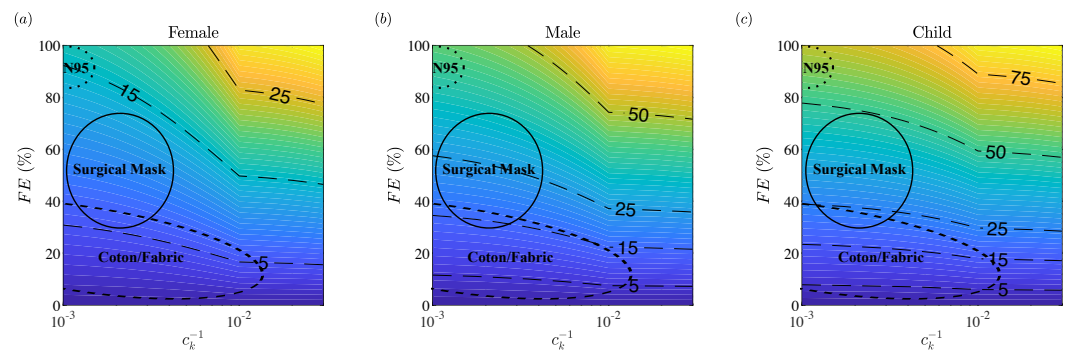 (a)
Female
FE (%)
100
80
60
40
20
0
N95
15
25
Surgical Mask
Coton/Fabric
5
10⁻³
10⁻²
cₖ⁻¹
(b)
Male
FE (%)
100
80
60
40
20
0
N95
50
Surgical Mask
25
15
Coton/Fabric
5
10⁻³
10⁻²
cₖ⁻¹
(c)
Child
FE (%)
100
80
60
40
20
0
N95
75
50
Surgical Mask
25
Coton/Fabric
15
5
10⁻³
10⁻²
cₖ⁻¹